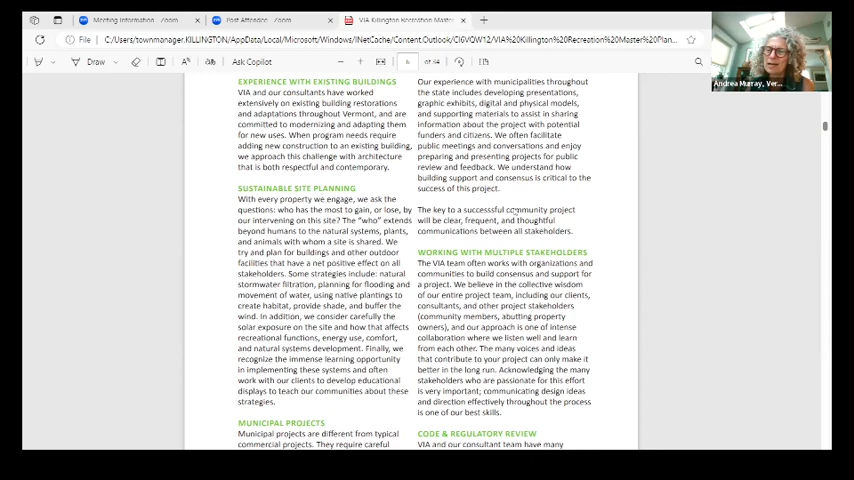 Meeting Information - Zoom
Post Attendee - Zoom
VIA Killington Recreation Master
File
C:/Users/townmanager.KILLINGTON/AppData/Local/Microsoft/Windows/INetCache/Content.Outlook/CI6VQW12/VIA%20Killington%20Recreation%20Master%20Plan...
Draw
Ask Copilot
6
of 64
Andrea Murray, Ver...
EXPERIENCE WITH EXISTING BUILDINGS
VIA and our consultants have worked
extensively on existing building restorations
and adaptations throughout Vermont, and are
committed to modernizing and adapting them
for new uses. When program needs require
adding new construction to an existing building,
we approach this challenge with architecture
that is both respectful and contemporary.
SUSTAINABLE SITE PLANNING
With every property we engage, we ask the
questions: who has the most to gain, or lose, by
our intervening on this site? The "who" extends
beyond humans to the natural systems, plants,
and animals with whom a site is shared. We
try and plan for buildings and other outdoor
facilities that have a net positive effect on all
stakeholders. Some strategies include: natural
stormwater filtration, planning for flooding and
movement of water, using native plantings to
create habitat, provide shade, and buffer the
wind. In addition, we consider carefully the
solar exposure on the site and how that affects
recreational functions, energy use, comfort,
and natural systems development. Finally, we
recognize the immense learning opportunity
in implementing these systems and often
work with our clients to develop educational
displays to teach our communities about these
strategies.
MUNICIPAL PROJECTS
Municipal projects are different from typical
commercial projects. They require careful
Our experience with municipalities throughout
the state includes developing presentations,
graphic exhibits, digital and physical models,
and supporting materials to assist in sharing
information about the project with potential
funders and citizens. We often facilitate
public meetings and conversations and enjoy
preparing and presenting projects for public
review and feedback. We understand how
building support and consensus is critical to the
success of this project.
The key to a successsful community project
will be clear, frequent, and thoughtful
communications between all stakeholders.
WORKING WITH MULTIPLE STAKEHOLDERS
The VIA team often works with organizations and
communities to build consensus and support for
a project. We believe in the collective wisdom
of our entire project team, including our clients,
consultants, and other project stakeholders
(community members, abutting property
owners), and our approach is one of intense
collaboration where we listen well and learn
from each other. The many voices and ideas
that contribute to your project can only make it
better in the long run. Acknowledging the many
stakeholders who are passionate for this effort
is very important; communicating design ideas
and direction effectively throughout the process
is one of our best skills.
CODE & REGULATORY REVIEW
VIA and our consultant team have many